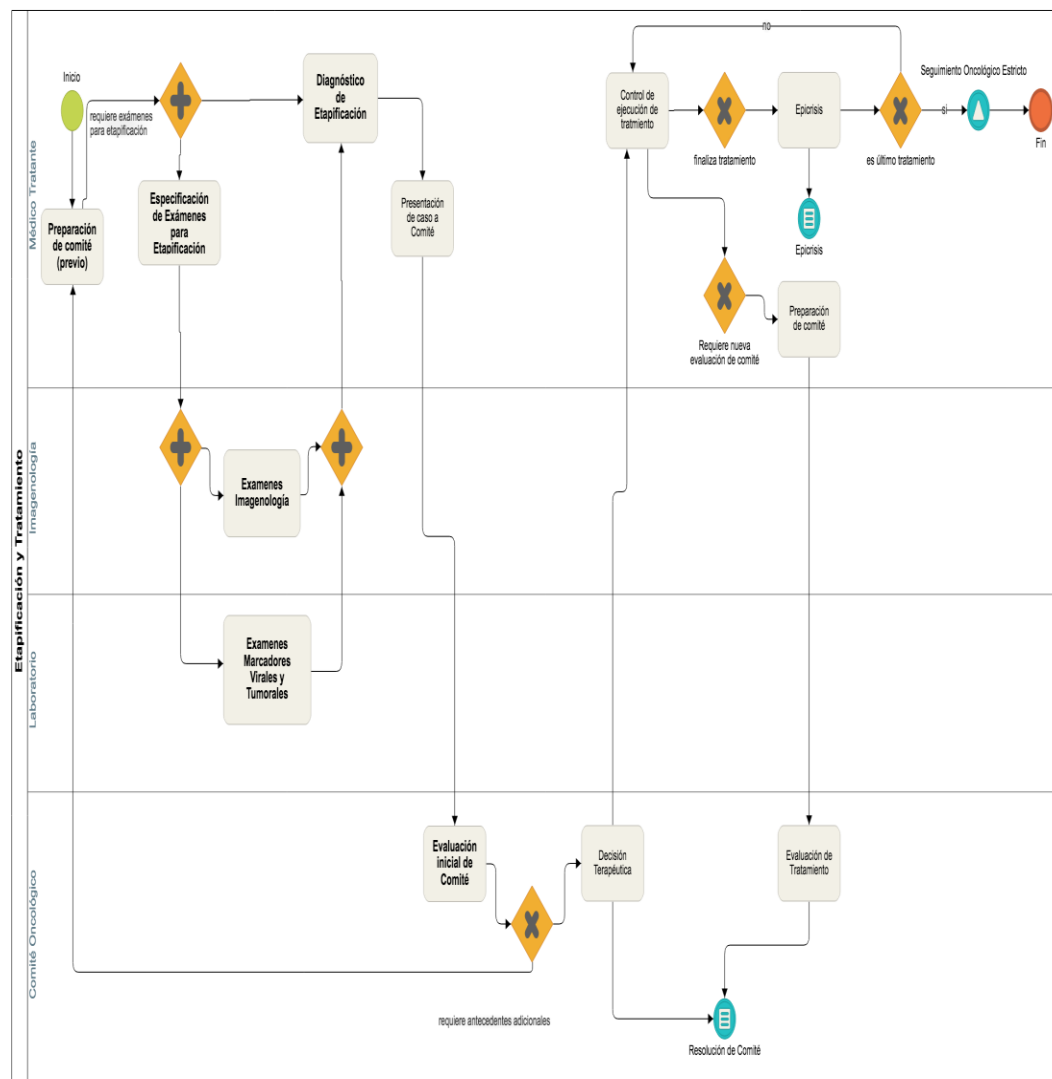 Etapificación y Tratamiento
Médico Tratante
Inicio
requiere exámenes
para etapificación
Preparación
de comité
(previo)
Especificación
de Exámenes
para
Etapificación
Diagnóstico
de
Etapificación
Presentación
de caso a
Comité
no
Control de
ejecución de
tratmiento
finaliza tratamiento
Epicrisis
Epicrisis
es último tratamiento
si
Seguimiento Oncológico Estricto
Fin
Requiere nueva
evaluación de comité
Preparación
de comité
Imagenología
Examenes
Imagenología
Laboratorio
Examenes
Marcadores
Virales y
Tumorales
Comité Oncológico
Evaluación
inicial de
Comité
requiere antecedentes adicionales
Decisión
Terapéutica
Evaluación de
Tratamiento
Resolución de Comité